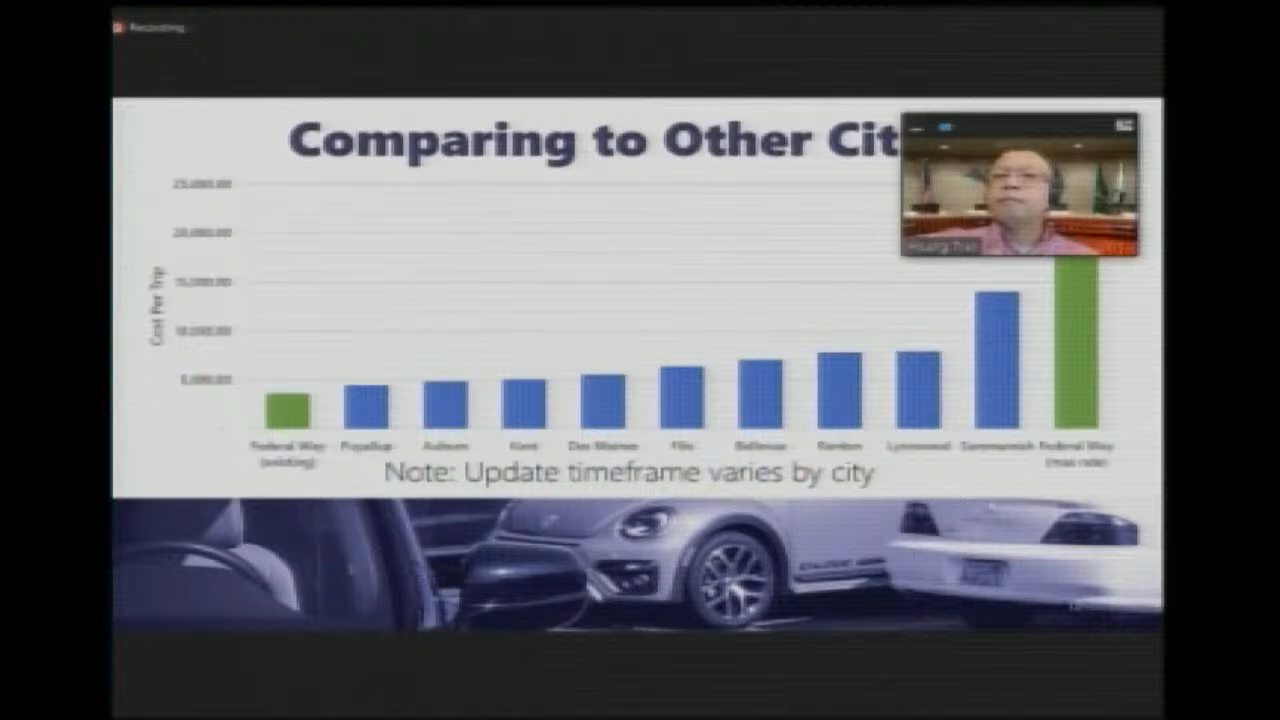 Recording
Comparing to Other Cit
25,000.00
20,000.00
15,000.00
10,000.00
5,000.00
Cost Per Trip
Federal Way
(existing)
Puyallup
Auburn
Kent
Des Moines
Fife
Bellevue
Renton
Lynnwood
Sammamish
Federal Way
(max rate)
Note: Update timeframe varies by city